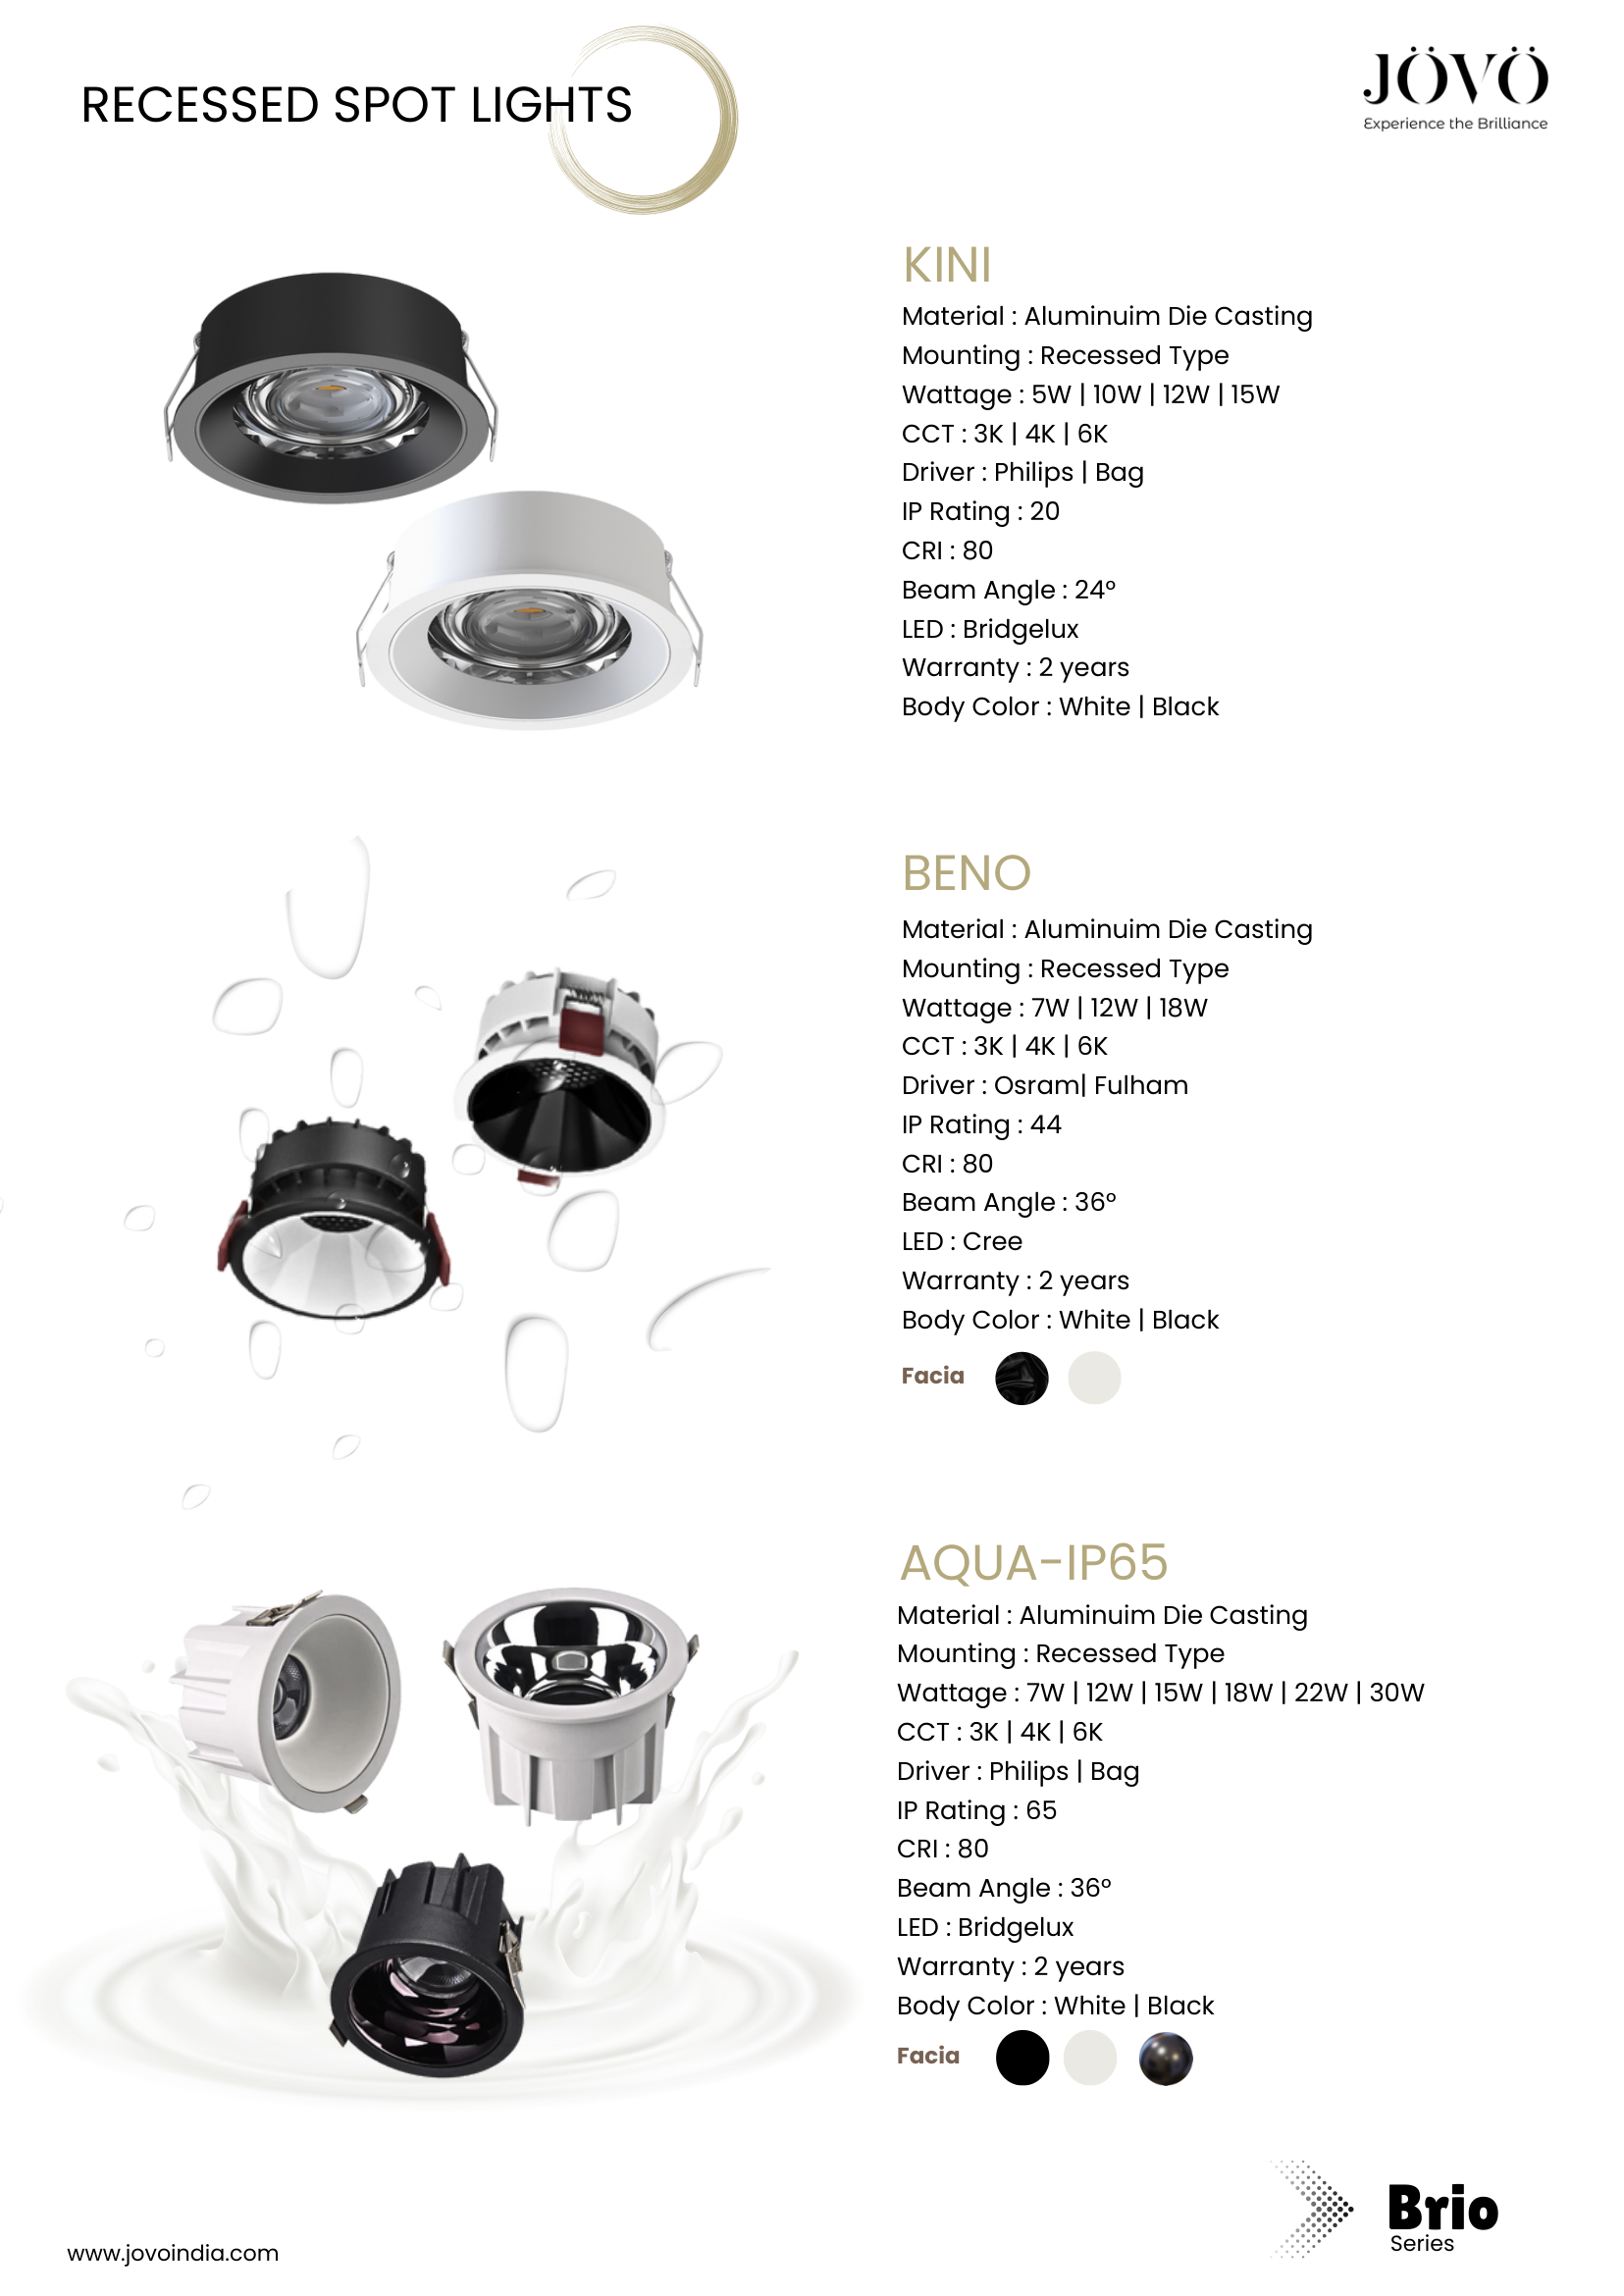 RECESSED SPOT LIGHTS
JÖVÖ
Experience the Brilliance
KINI
Material : Aluminuim Die Casting
Mounting : Recessed Type
Wattage : 5W | 10W | 12W | 15W
CCT : 3K | 4K | 6K
Driver : Philips | Bag
IP Rating : 20
CRI : 80
Beam Angle : 24°
LED : Bridgelux
Warranty : 2 years
Body Color : White | Black
BENO
Material : Aluminuim Die Casting
Mounting : Recessed Type
Wattage : 7W | 12W | 18W
CCT : 3K | 4K | 6K
Driver : Osram| Fulham
IP Rating : 44
CRI : 80
Beam Angle : 36°
LED : Cree
Warranty : 2 years
Body Color : White | Black
Facia
AQUA-IP65
Material : Aluminuim Die Casting
Mounting : Recessed Type
Wattage : 7W | 12W | 15W | 18W | 22W | 30W
CCT : 3K | 4K | 6K
Driver : Philips | Bag
IP Rating : 65
CRI : 80
Beam Angle : 36°
LED : Bridgelux
Warranty : 2 years
Body Color : White | Black
Facia
Brio
Series
www.jovoindia.com